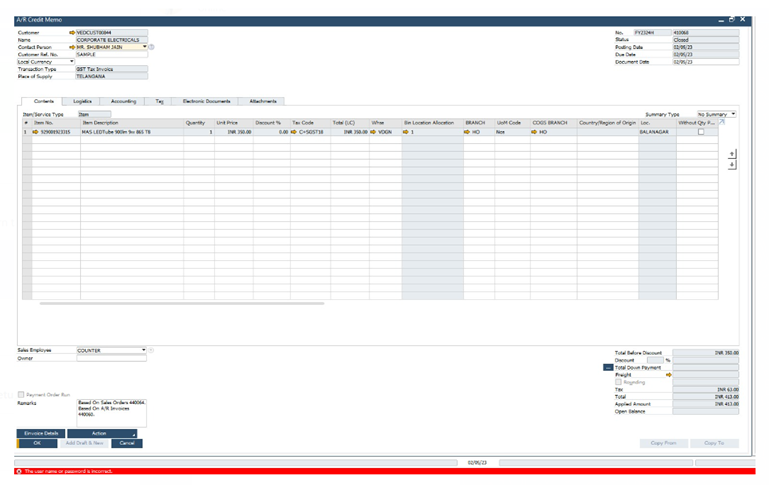 A/R Credit Memo
Customer VEDCUST00044
Name CORPORATE ELECTRICALS
Contact Person MR. SHUBHAM JAIN
Customer Ref. No. SAMPLE
Local Currency
Transaction Type GST Tax Invoice
Place of Supply TELANGANA
No. FY2324H 410068
Status Closed
Posting Date 02/05/23
Due Date 02/05/23
Document Date 02/05/23
Contents Logistics Accounting Tag Electronic Documents Attachments
Item/Service Type Item Summary Type No Summary
# Item No. Item Description Quantity Unit Price Discount % Tax Code Total (LC) Whse Bin Location Allocation BRANCH UoM Code COGS BRANCH Country/Region of Origin Loc. Without Qty P...
1 929001923315 MAS LEDTube 900lm 9w 865 T8 1 INR 350.00 0.00 C+SGST18 INR 350.00 VDGN 1 HO Nos HO BALANAGAR
Sales Employee COUNTER
Owner
Payment Order Run
Remarks Based On Sales Orders 440064.
Based On A/R Invoices
440060.
Total Before Discount INR 350.00
Discount %
... Total Down Payment
Freight
Rounding
Tax INR 63.00
Total INR 413.00
Applied Amount INR 413.00
Open Balance
Einvoice Details Action
OK Add Draft & New Cancel
Copy From Copy To
02/05/23
The user name or password is incorrect.